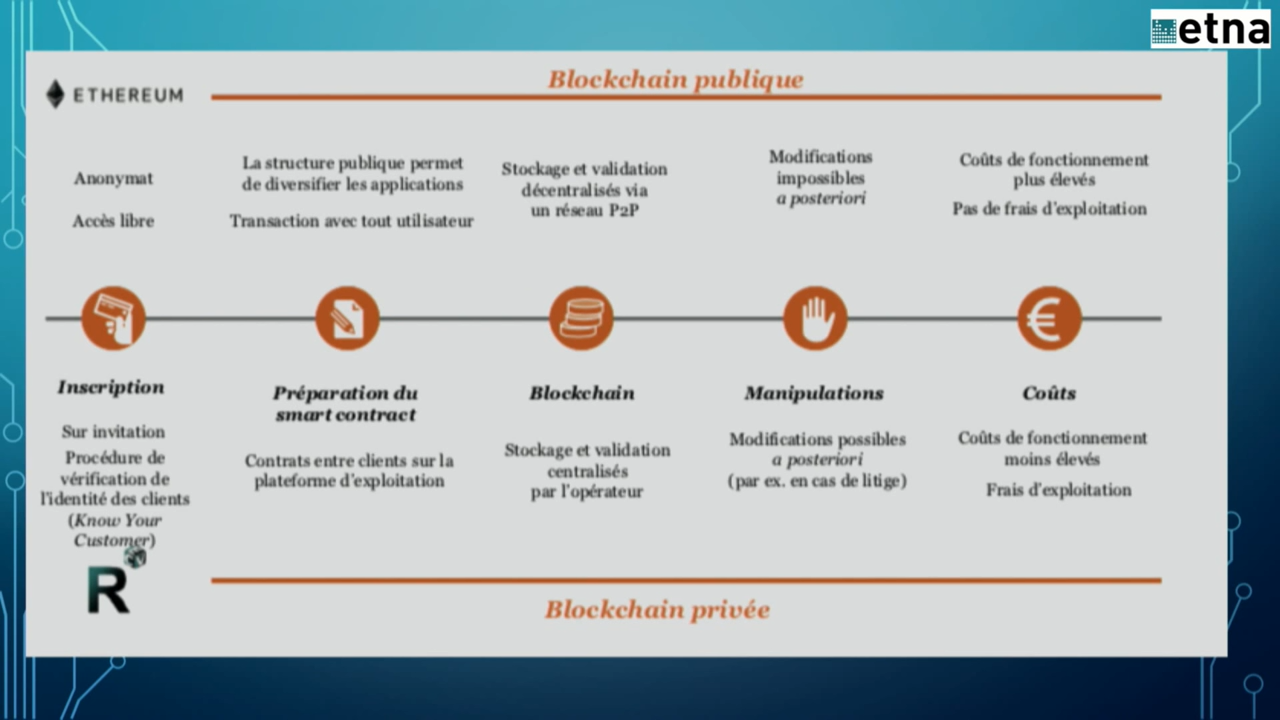 etna
Blockchain publique
ETHEREUM
Anonymat
Accès libre
La structure publique permet
de diversifier les applications
Transaction avec tout utilisateur
Stockage et validation
décentralisés via
un réseau P2P
Modifications
impossibles
a posteriori
Coûts de fonctionnement
plus élevés
Pas de frais d'exploitation
€
Inscription
Préparation du
smart contract
Blockchain
Manipulations
Coûts
Sur invitation
Procédure de
vérification de
l'identité des clients
(Know Your
Customer)
Contrats entre clients sur la
plateforme d'exploitation
Stockage et validation
centralisés
par l'opérateur
Modifications possibles
a posteriori
(par ex. en cas de litige)
Coûts de fonctionnement
moins élevés
Frais d'exploitation
R
Blockchain privée